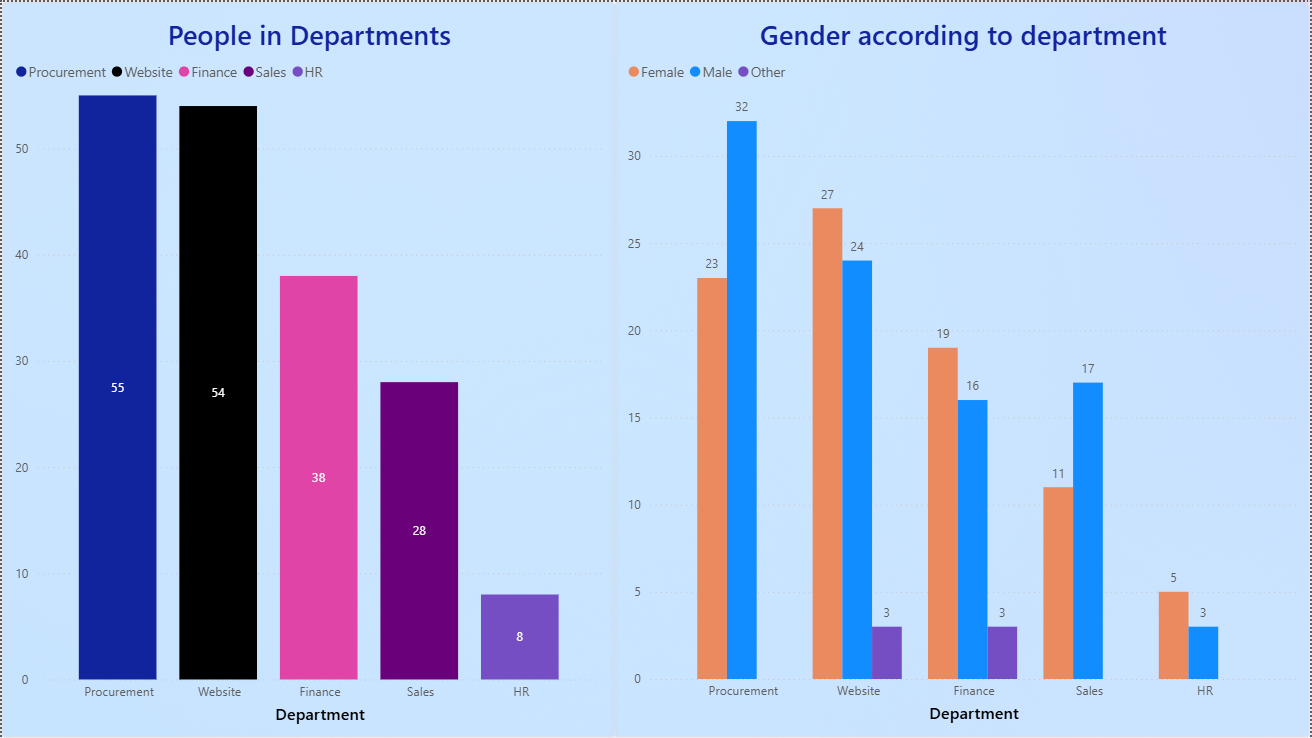 People in Departments
Procurement Website Finance Sales HR
50
40
30
20
10
0
55
54
38
28
8
Procurement Website Finance Sales HR
Department
Gender according to department
Female Male Other
30
25
20
15
10
5
0
23 32
27 24 3
19 16 3
11 17
5 3
Procurement Website Finance Sales HR
Department